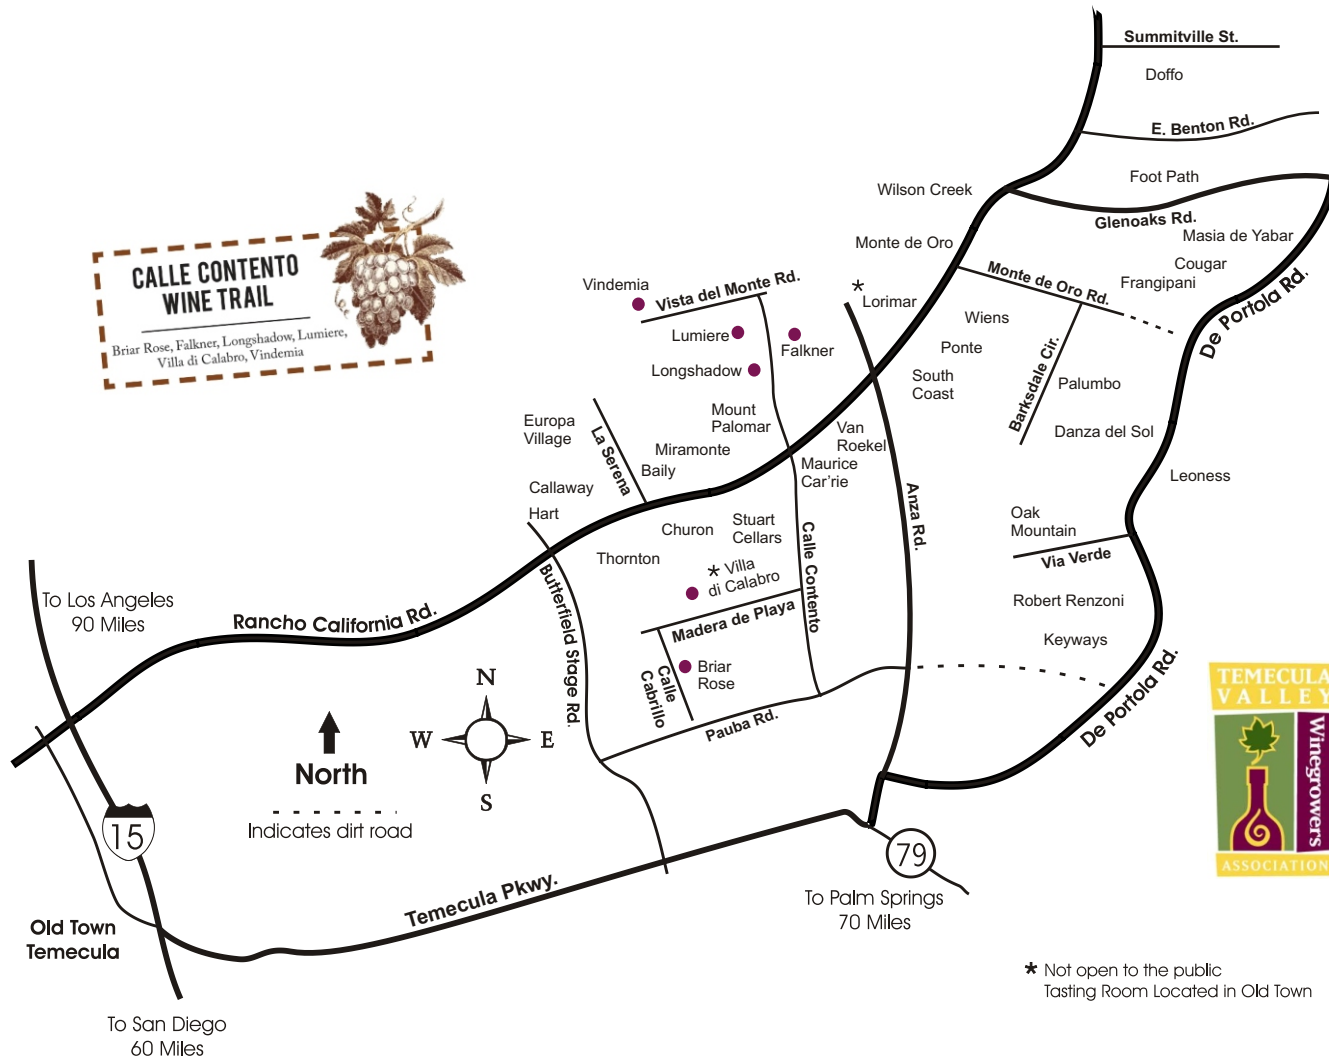 Summitville St.
Doffo
E. Benton Rd.
Foot Path
Wilson Creek
Glenoaks Rd.
Masia de Yabar
Monte de Oro
Cougar
Frangipani
Monte de Oro Rd.
De Portola Rd.
CALLE CONTENTO
WINE TRAIL
Briar Rose, Falkner, Longshadow, Lumiere,
Villa di Calabro, Vindemia
Vindemia
Vista del Monte Rd.
*
Lorimar
Wiens
Lumiere
Falkner
Ponte
Barksdale Cir.
Longshadow
South
Coast
Palumbo
Europa
Village
La Serena
Mount
Palomar
Miramonte
Baily
Van
Roekel
Maurice
Car'rie
Danza del Sol
Leoness
Callaway
Hart
Anza Rd.
Oak
Mountain
Via Verde
Churon
Stuart
Cellars
Thornton
Calle Contento
* Villa
di Calabro
Butterfield Stage Rd.
Madera de Playa
Robert Renzoni
Keyways
To Los Angeles
90 Miles
Rancho California Rd.
Calle
Cabrillo
Briar
Rose
Pauba Rd.
De Portola Rd.
TEMECULA
VALLEY
Winegrowers
ASSOCIATION
N
W
E
S
North
Indicates dirt road
15
79
To Palm Springs
70 Miles
Temecula Pkwy.
Old Town
Temecula
To San Diego
60 Miles
* Not open to the public
Tasting Room Located in Old Town